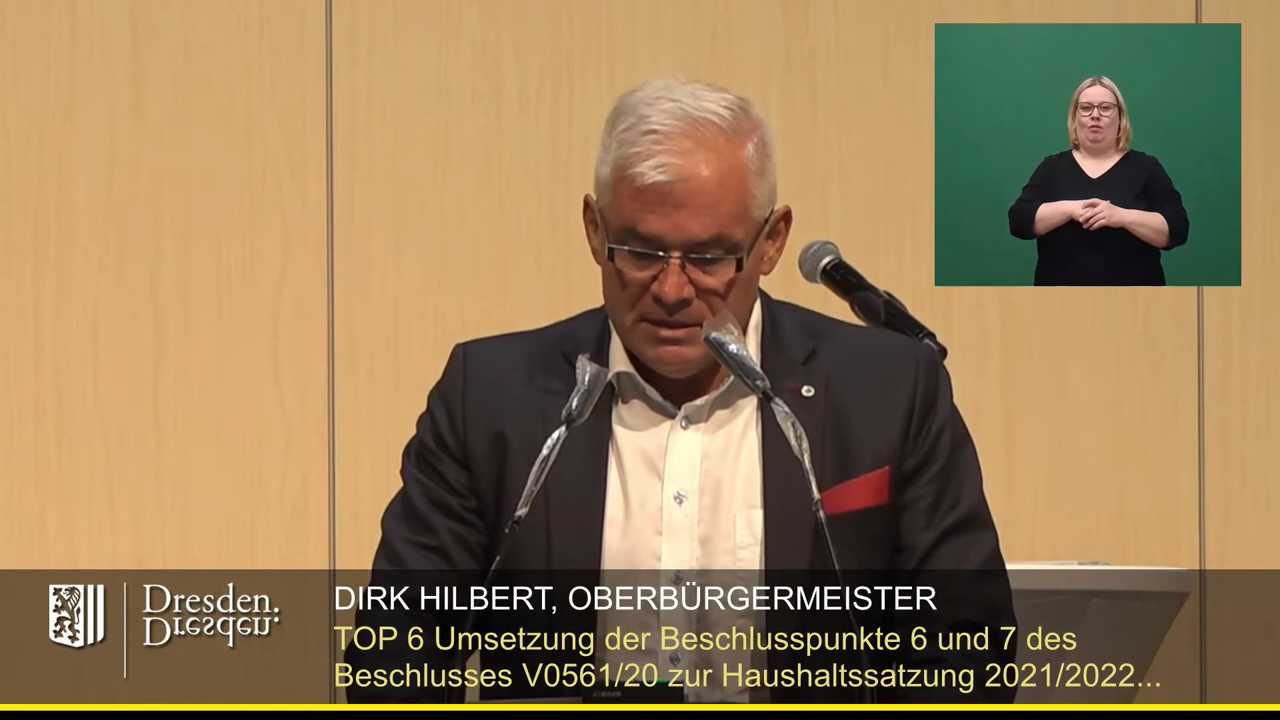 Dresden.
Dresden.
DIRK HILBERT, OBERBÜRGERMEISTER
TOP 6 Umsetzung der Beschlusspunkte 6 und 7 des
Beschlusses V0561/20 zur Haushaltssatzung 2021/2022...